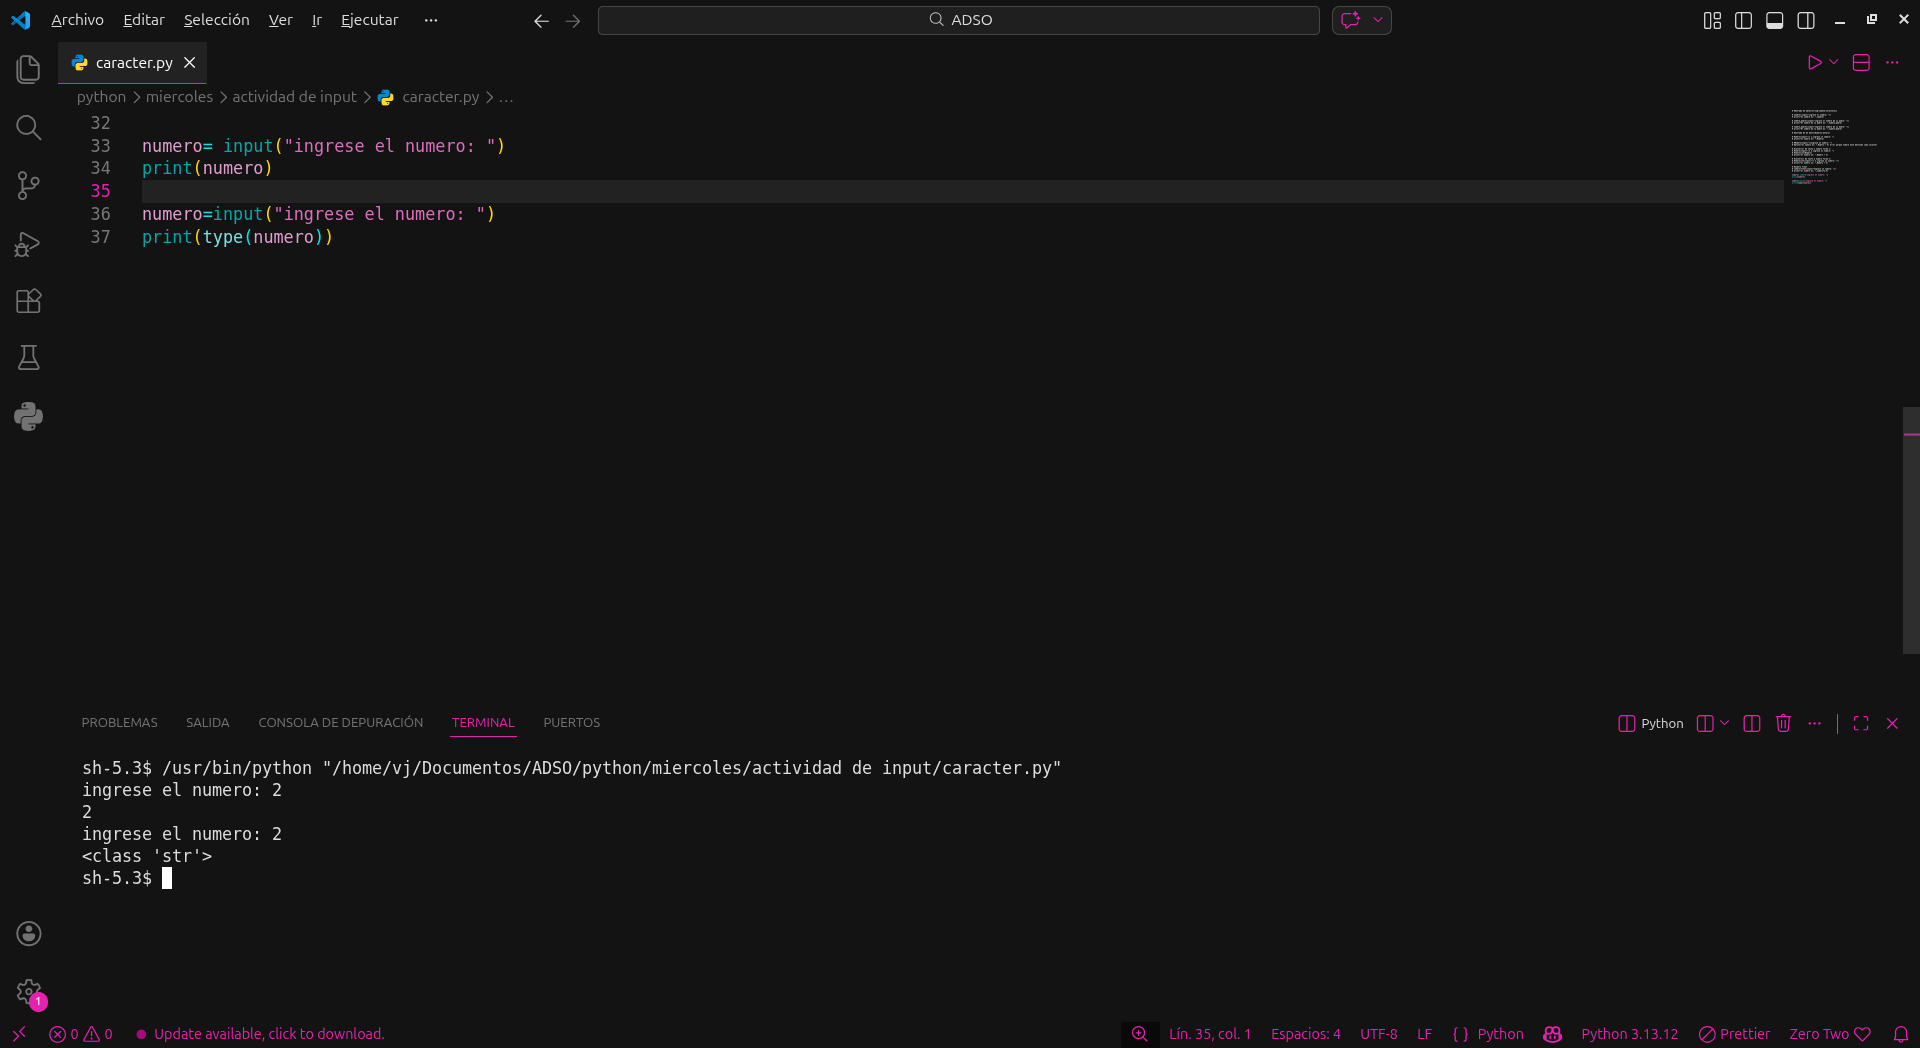 Archivo Editar Selección Ver Ir Ejecutar ··· ADSO
caracter.py
python > miercoles > actividad de input > caracter.py > ...
32
33 numero= input("ingrese el numero: ")
34 print(numero)
35
36 numero=input("ingrese el numero: ")
37 print(type(numero))
PROBLEMAS SALIDA CONSOLA DE DEPURACIÓN TERMINAL PUERTOS Python
sh-5.3$ /usr/bin/python "/home/vj/Documentos/ADSO/python/miercoles/actividad de input/caracter.py"
ingrese el numero: 2
2
ingrese el numero: 2
<class 'str'>
sh-5.3$
1
0 0 Update available, click to download. Lín. 35, col. 1 Espacios: 4 UTF-8 LF { } Python Python 3.13.12 Prettier Zero Two